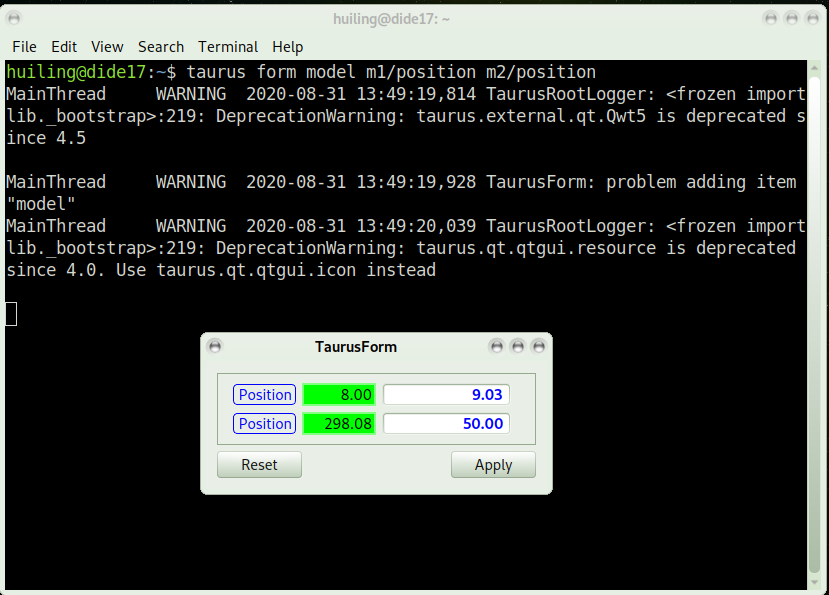 huiling@dide17: ~
File Edit View Search Terminal Help
huiling@dide17:~$ taurus form model m1/position m2/position
MainThread     WARNING  2020-08-31 13:49:19,814 TaurusRootLogger: <frozen import
lib._bootstrap>:219: DeprecationWarning: taurus.external.qt.Qwt5 is deprecated s
ince 4.5
MainThread     WARNING  2020-08-31 13:49:19,928 TaurusForm: problem adding item
"model"
MainThread     WARNING  2020-08-31 13:49:20,039 TaurusRootLogger: <frozen import
lib._bootstrap>:219: DeprecationWarning: taurus.qt.qtgui.resource is deprecated
since 4.0. Use taurus.qt.qtgui.icon instead
TaurusForm
Position 8.00 9.03
Position 298.08 50.00
Reset Apply